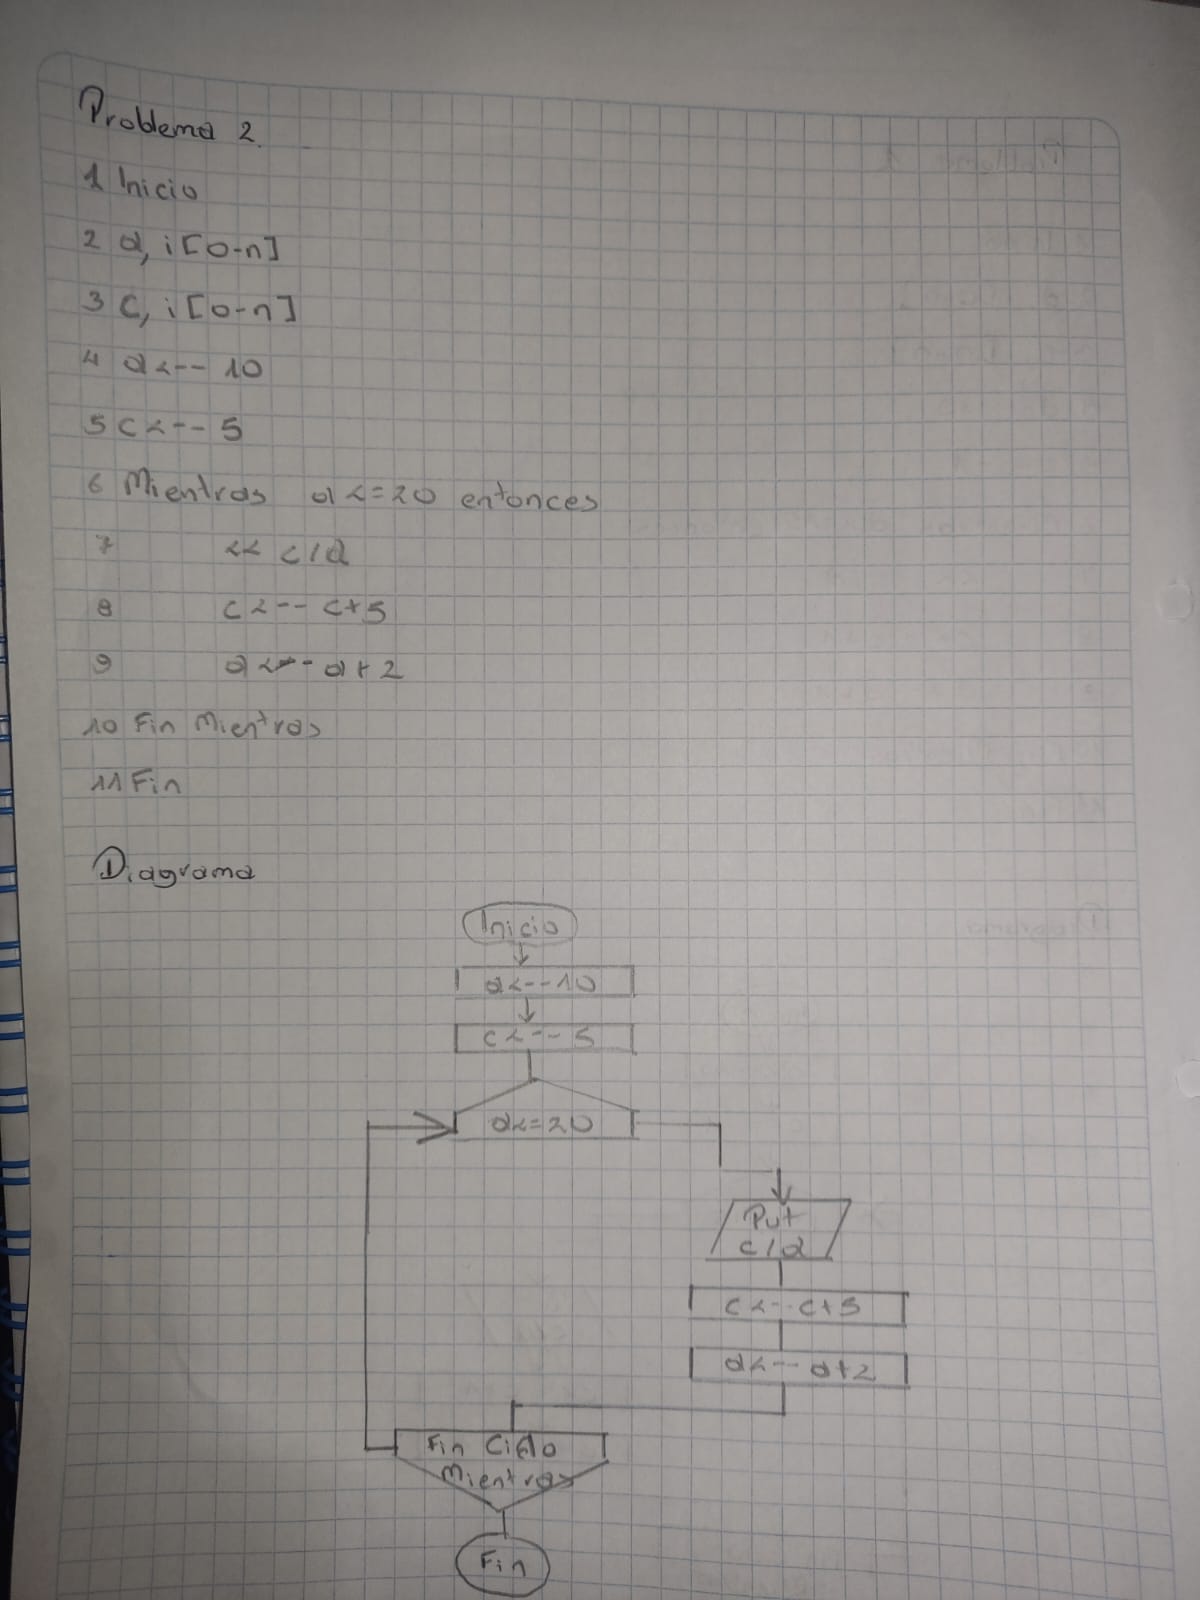 Problema 2.
1 Inicio
2 a, i [0-n]
3 c, i [0-n]
4 a <-- 10
5 c <-- 5
6 Mientras a <= 20 entonces
7 << c/a
8 c <-- c+5
9 a <-- a+2
10 Fin Mientras
11 Fin
Diagrama
Inicio
a <-- 10
c <-- 5
a <= 20
Put
c/a
c <-- c+5
a <-- a+2
Fin Ciclo
Mientras
Fin